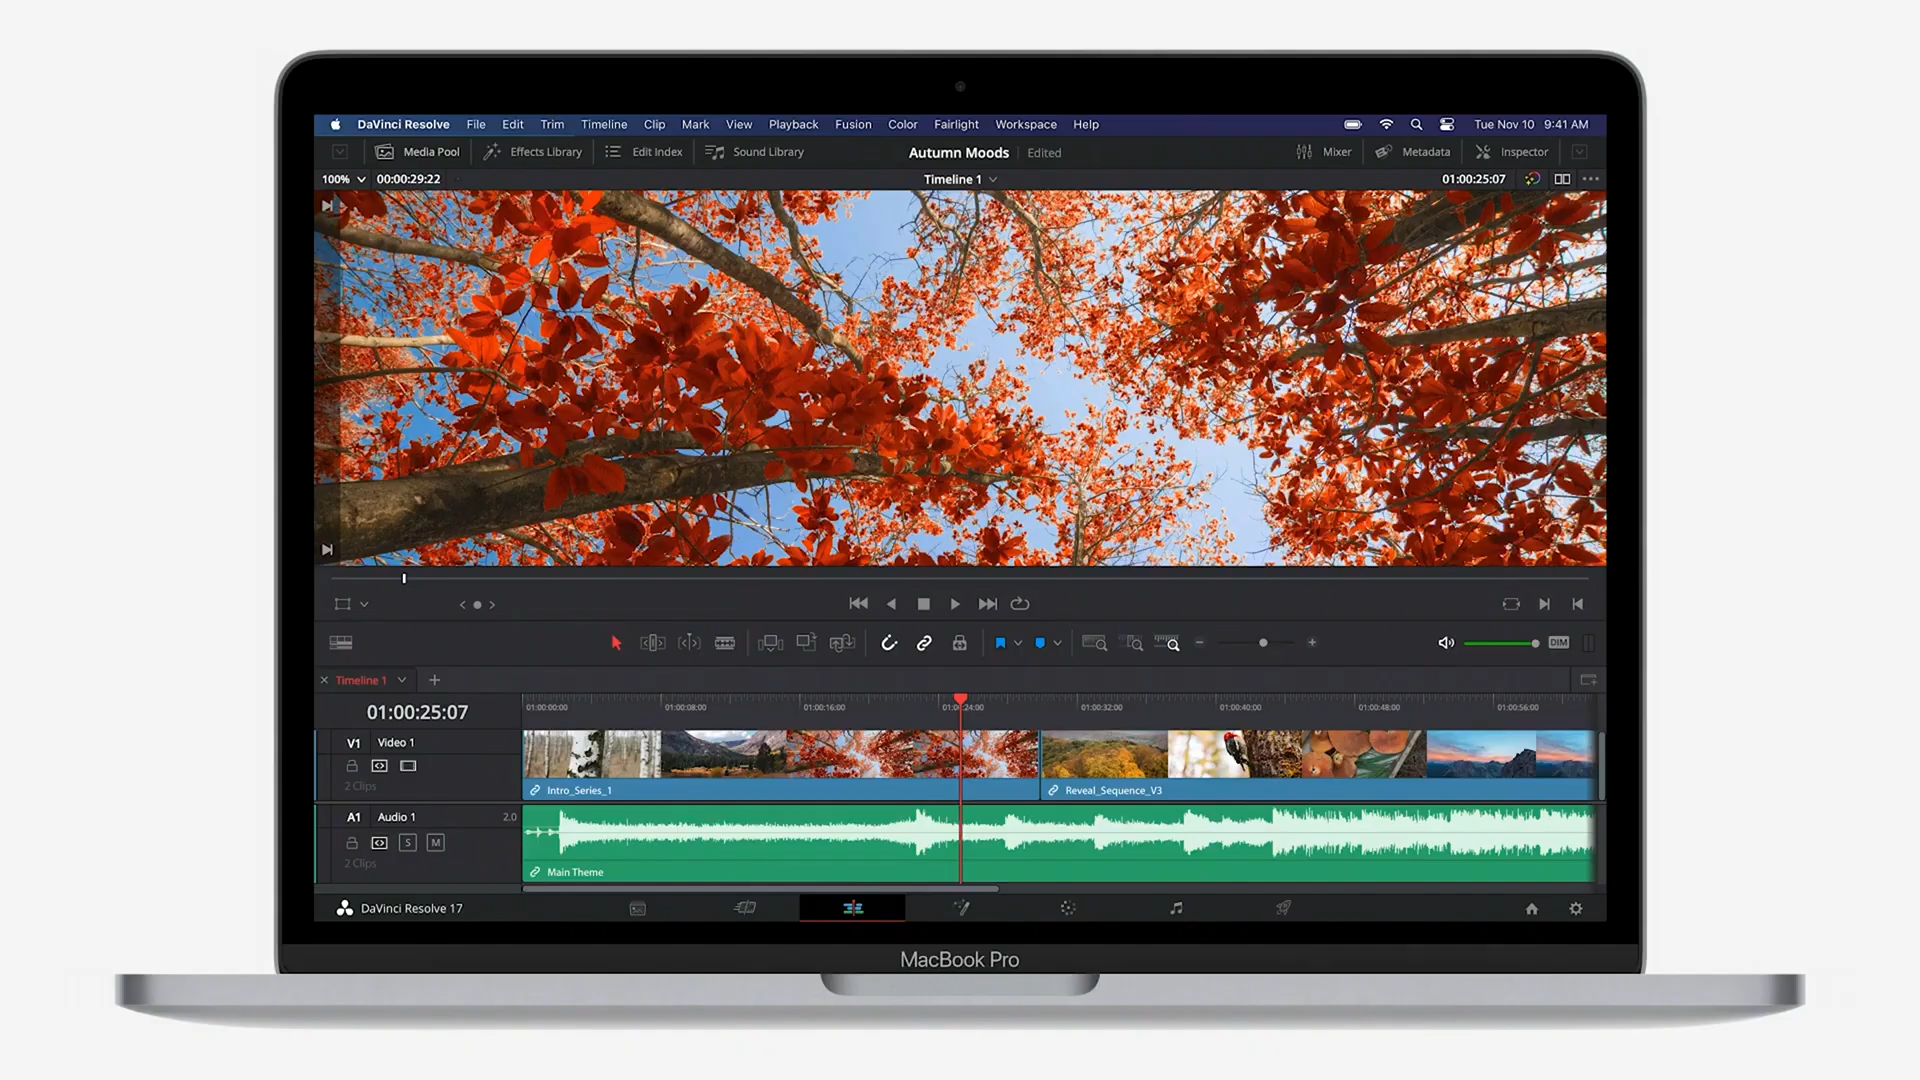 DaVinci Resolve File Edit Trim Timeline Clip Mark View Playback Fusion Color Fairlight Workspace Help Tue Nov 10 9:41 AM
Media Pool Effects Library Edit Index Sound Library Autumn Moods Edited Mixer Metadata Inspector
100% 00:00:29:22 Timeline 1 01:00:25:07
DIM
Timeline 1
01:00:25:07 01:00:00:00 01:00:08:00 01:00:16:00 01:00:24:00 01:00:32:00 01:00:40:00 01:00:48:00 01:00:56:00
V1 Video 1
2 Clips
Intro_Series_1 Reveal_Sequence_V3
A1 Audio 1 2.0
S M
2 Clips
Main Theme
DaVinci Resolve 17
MacBook Pro